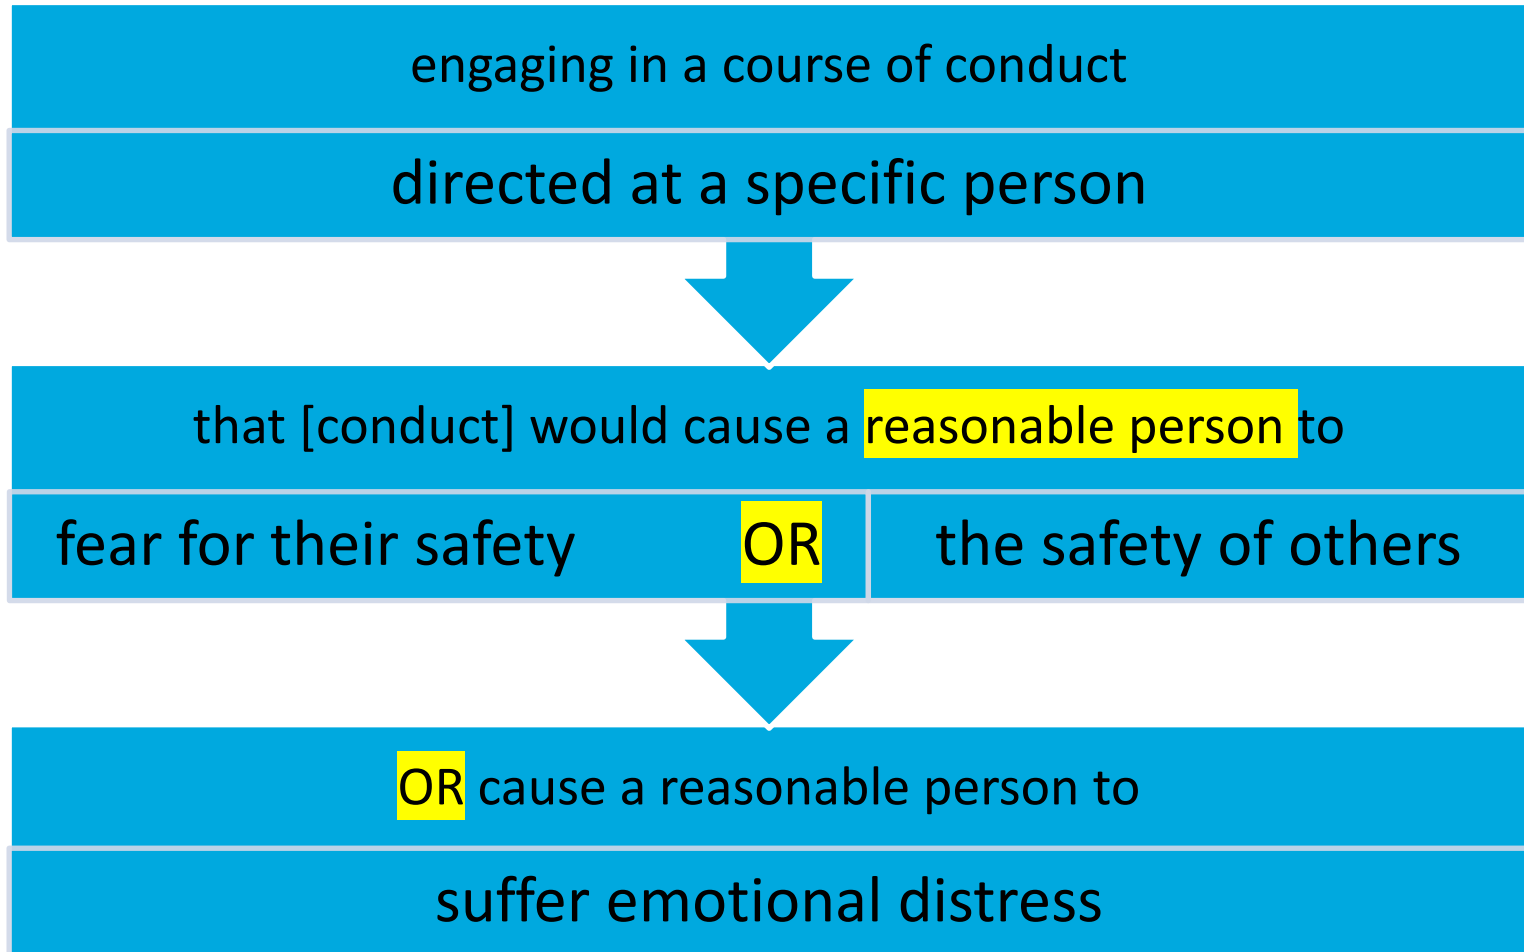 engaging in a course of conduct
directed at a specific person
that [conduct] would cause a reasonable person to
fear for their safety OR the safety of others
OR cause a reasonable person to
suffer emotional distress